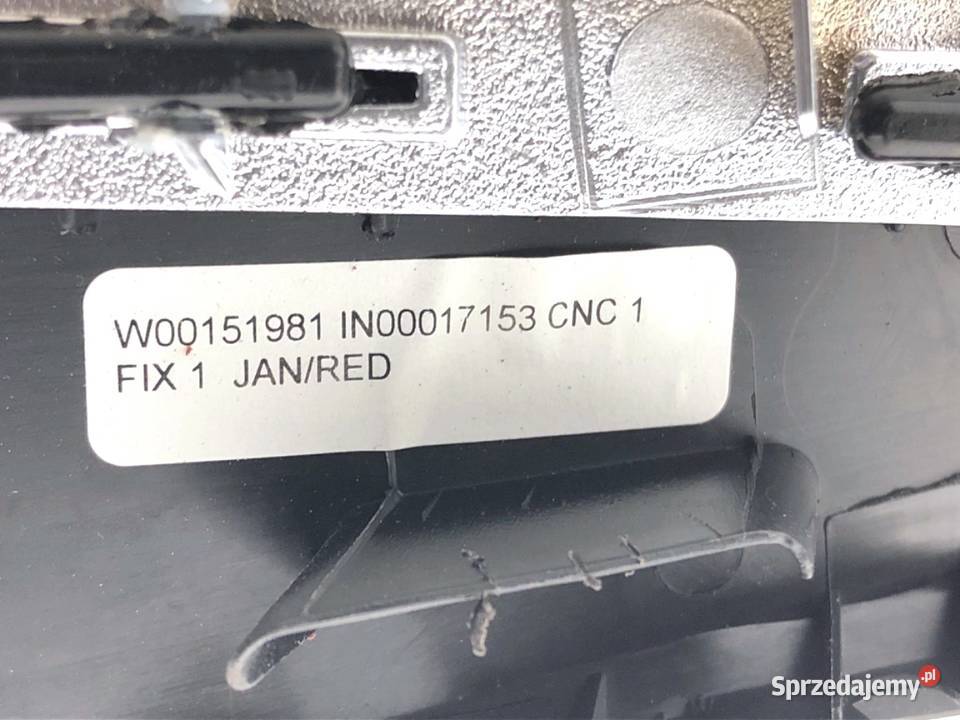 W00151981 IN00017153 CNC 1
FIX 1 JAN/RED
Sprzedajemy.pl